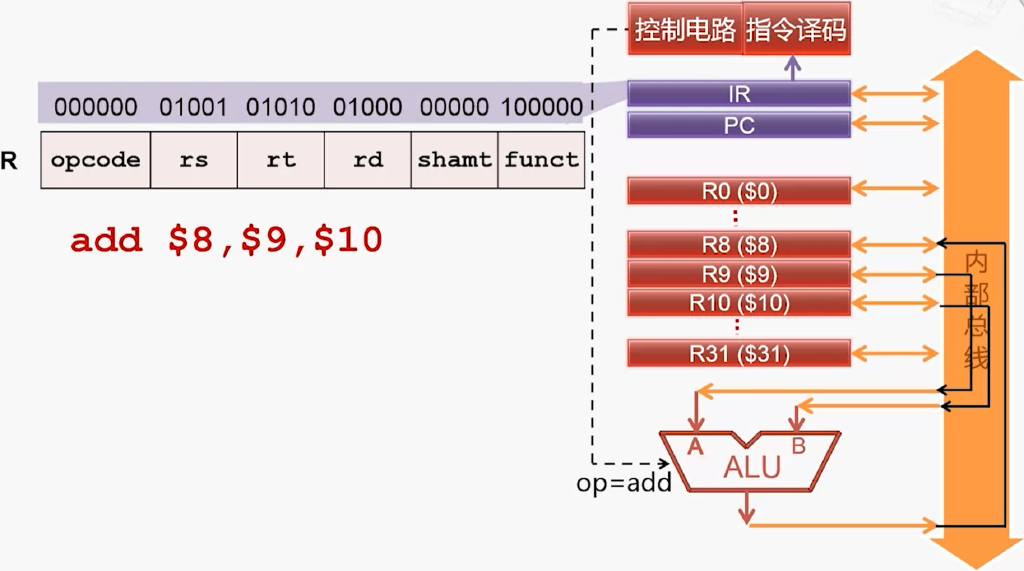 控制电路 指令译码
000000 01001 01010 01000 00000 100000
IR
PC
R opcode rs rt rd shamt funct
add $8,$9,$10
R0 ($0)
R8 ($8)
R9 ($9)
R10 ($10)
R31 ($31)
内部总线
A B
ALU
op=add